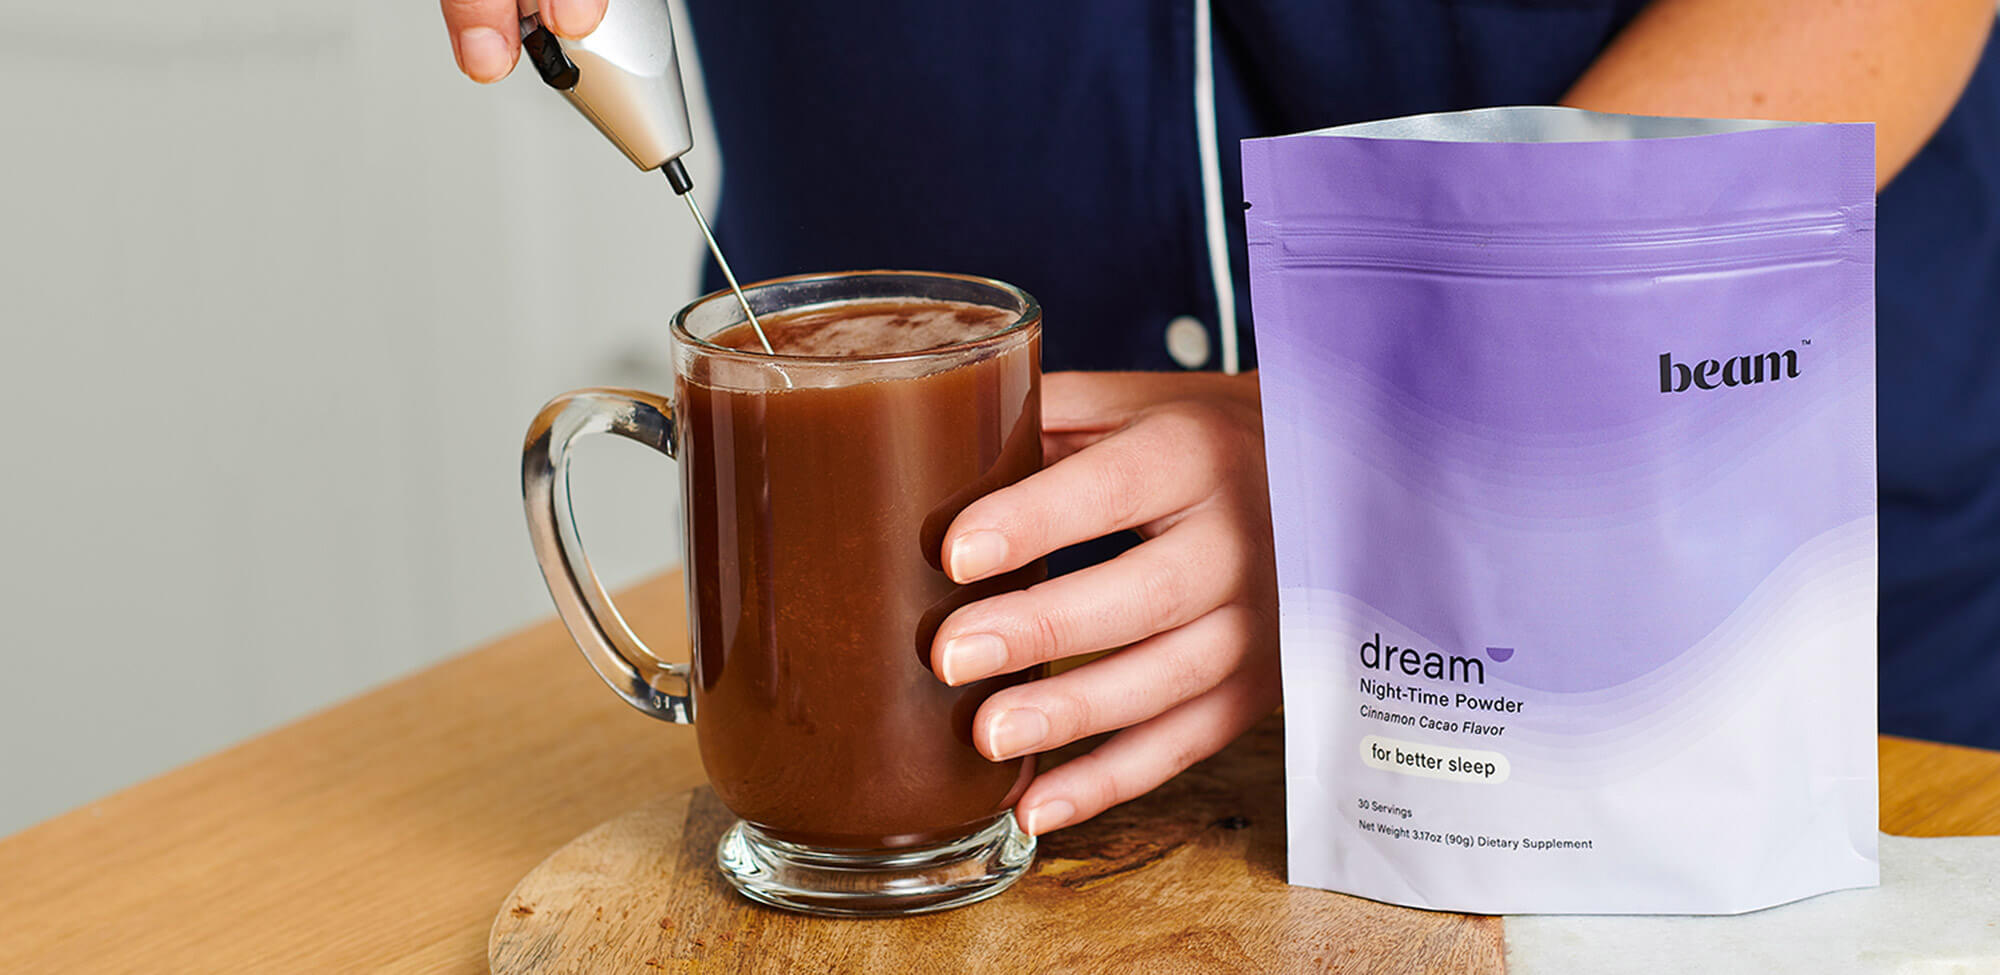 beam™
dream
Night-Time Powder
Cinnamon Cacao Flavor
for better sleep
30 Servings
Net Weight 3.17oz (90g) Dietary Supplement